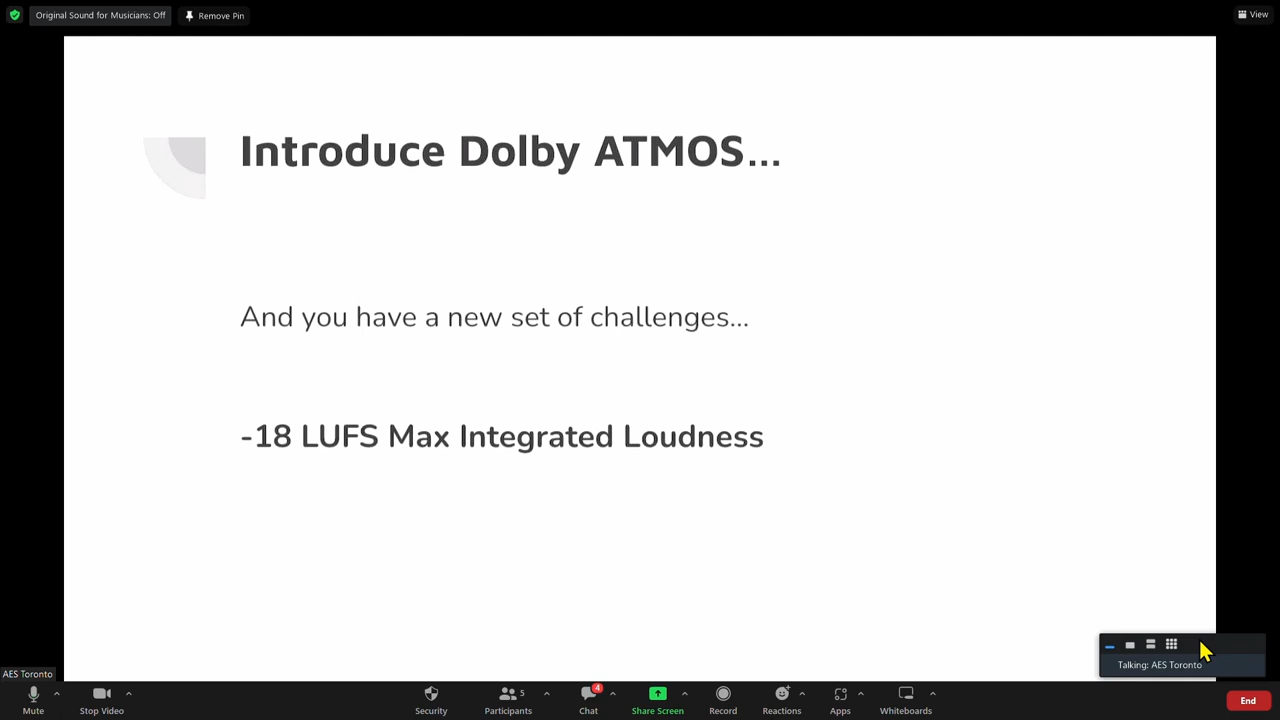 Original Sound for Musicians: Off
Remove Pin
View
Introduce Dolby ATMOS...
And you have a new set of challenges...
-18 LUFS Max Integrated Loudness
Talking: AES Toronto
AES Toronto
Mute
Stop Video
Security
5
Participants
4
Chat
Share Screen
Record
Reactions
Apps
Whiteboards
End